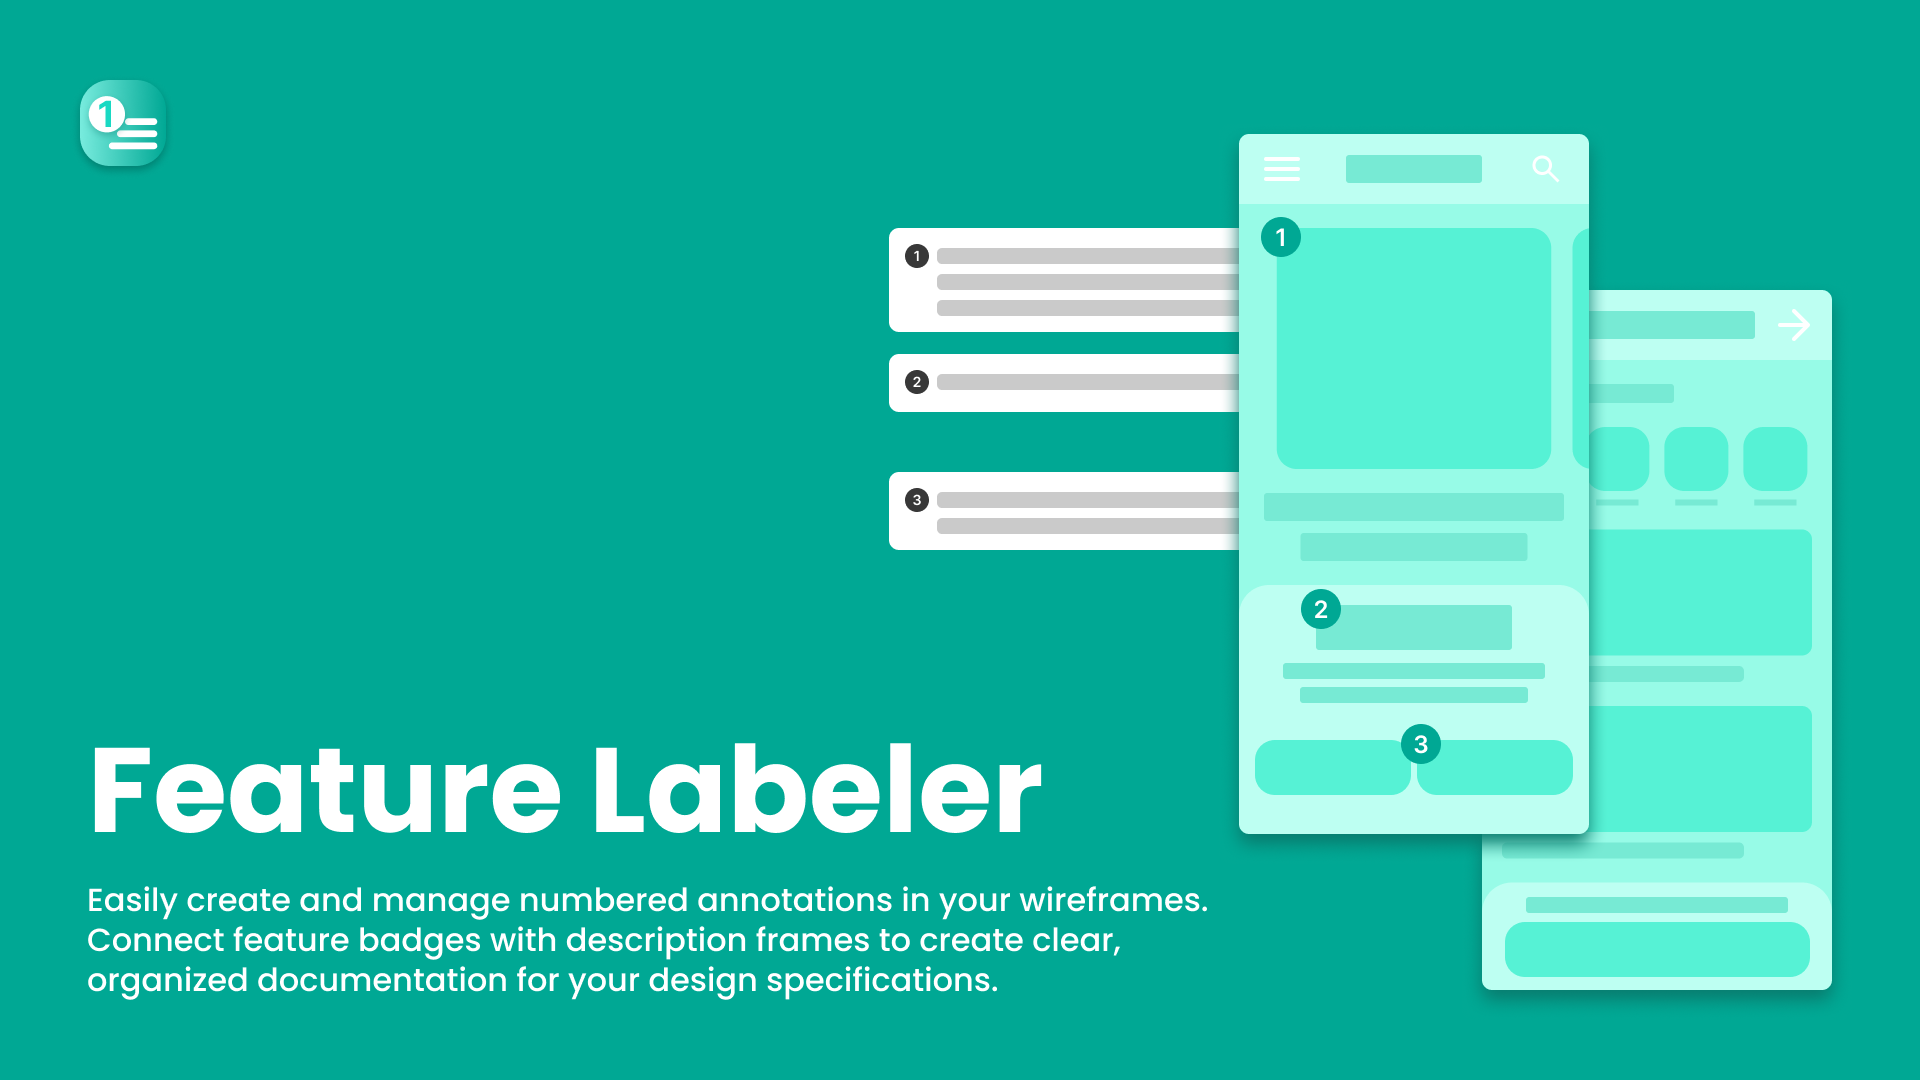 1
1
2
3
1
2
3
Feature Labeler
Easily create and manage numbered annotations in your wireframes.
Connect feature badges with description frames to create clear,
organized documentation for your design specifications.